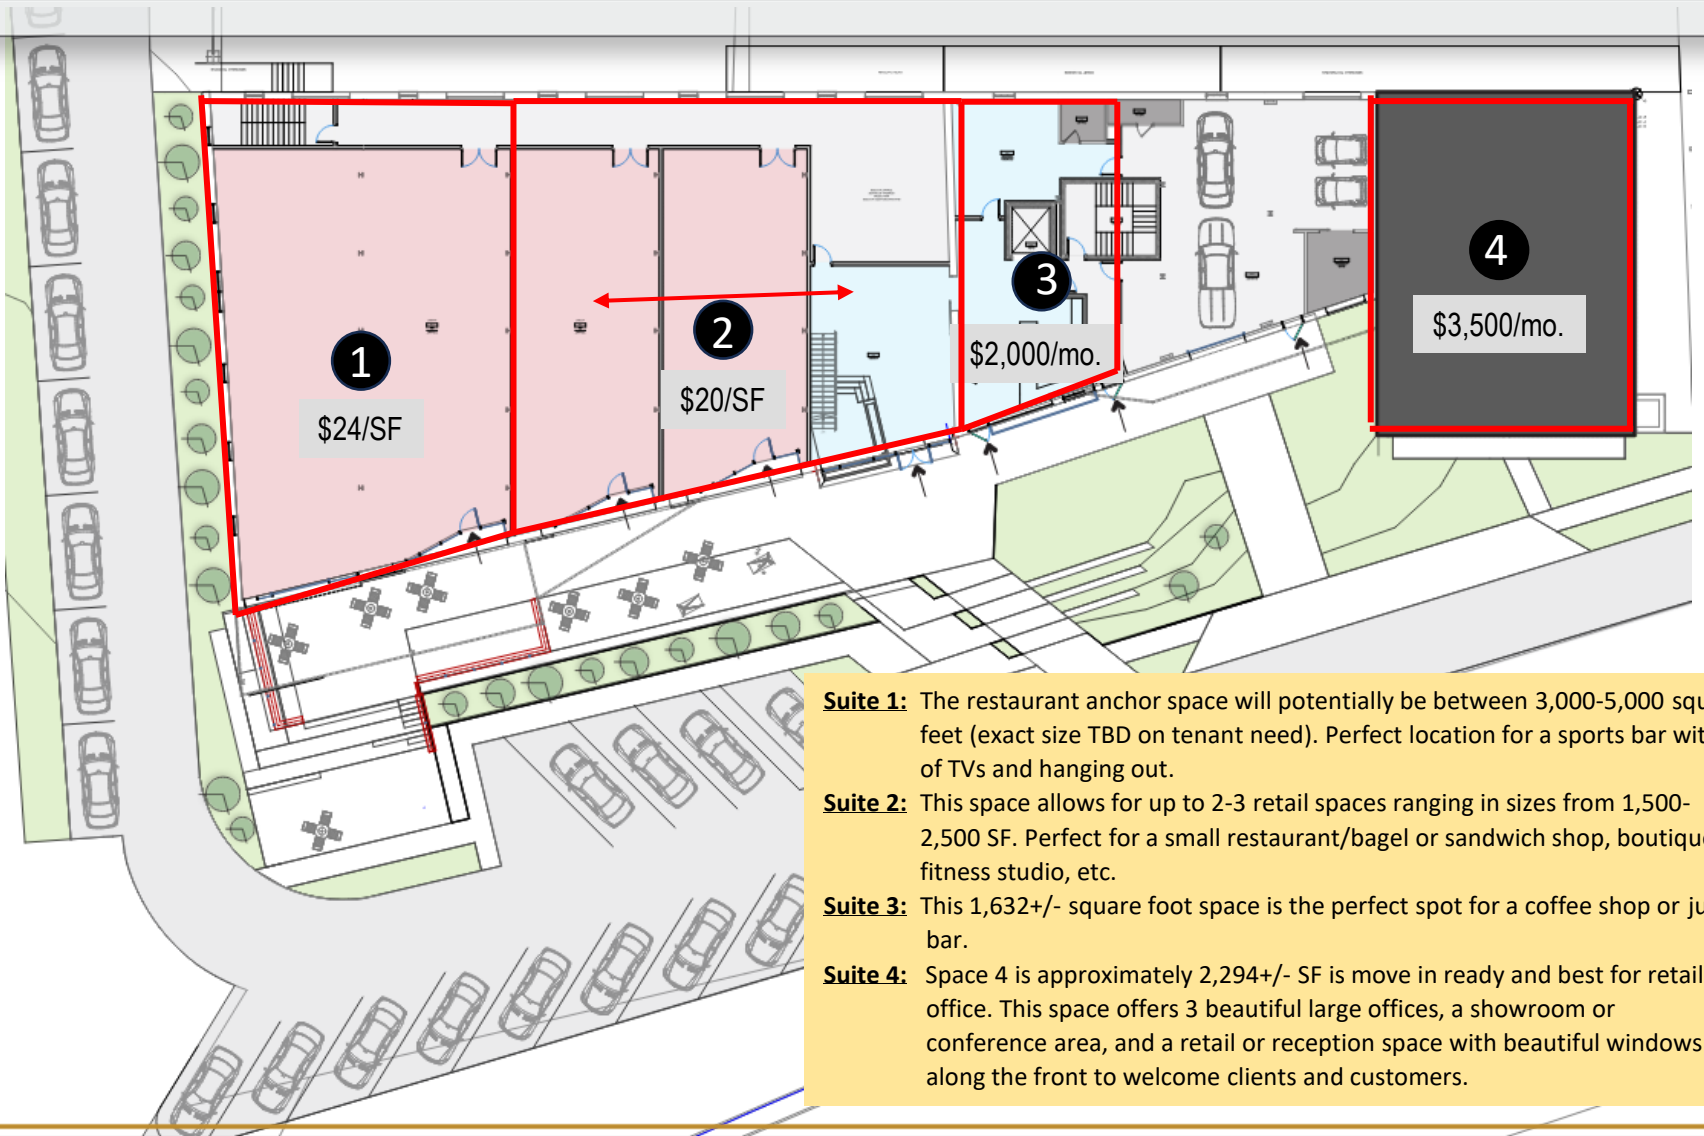 1
$24/SF
2
$20/SF
3
$2,000/mo.
4
$3,500/mo.
Suite 1: The restaurant anchor space will potentially be between 3,000-5,000
feet (exact size TBD on tenant need). Perfect location for a sports bar
of TVs and hanging out.
Suite 2: This space allows for up to 2-3 retail spaces ranging in sizes from 1,500-
2,500 SF. Perfect for a small restaurant/bagel or sandwich shop, boutique
fitness studio, etc.
Suite 3: This 1,632+/- square foot space is the perfect spot for a coffee shop or
bar.
Suite 4: Space 4 is approximately 2,294+/- SF is move in ready and best for retail
office. This space offers 3 beautiful large offices, a showroom or
conference area, and a retail or reception space with beautiful windows
along the front to welcome clients and customers.